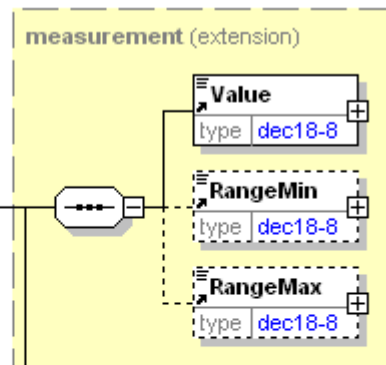 measurement (extension)
Value
type dec18-8
RangeMin
type dec18-8
RangeMax
type dec18-8